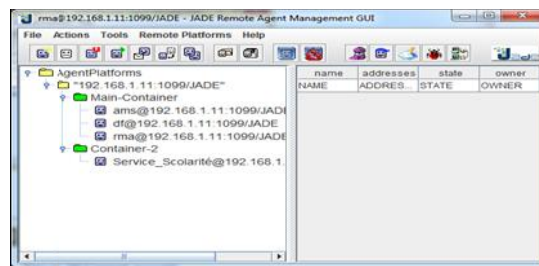 rma@192.168.1.11:1099/JADE - JADE Remote Agent Management GUI
File Actions Tools Remote Platforms Help
AgentPlatforms
"192.168.1.11:1099/JADE"
Main-Container
ams@192.168.1.11:1099/JADE
df@192.168.1.11:1099/JADE
rma@192.168.1.11:1099/JADE
Container-2
Service_Scolarité@192.168.1.
name addresses state owner
NAME ADDRES... STATE OWNER